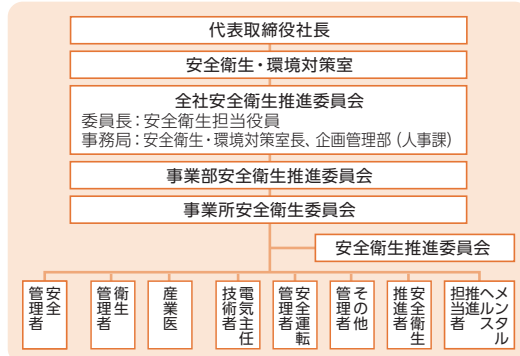 代表取締役社長
安全衛生・環境対策室
全社安全衛生推進委員会
委員長：安全衛生担当役員
事務局：安全衛生・環境対策室長、企画管理部（人事課）
事業部安全衛生推進委員会
事業所安全衛生委員会
安全衛生推進委員会
安全
管理者
衛生
管理者
産業医
電気主任
技術者
安全運転
管理者
その他
管理者
安全衛生
推進者
メンタル
ヘルス
推進
担当者